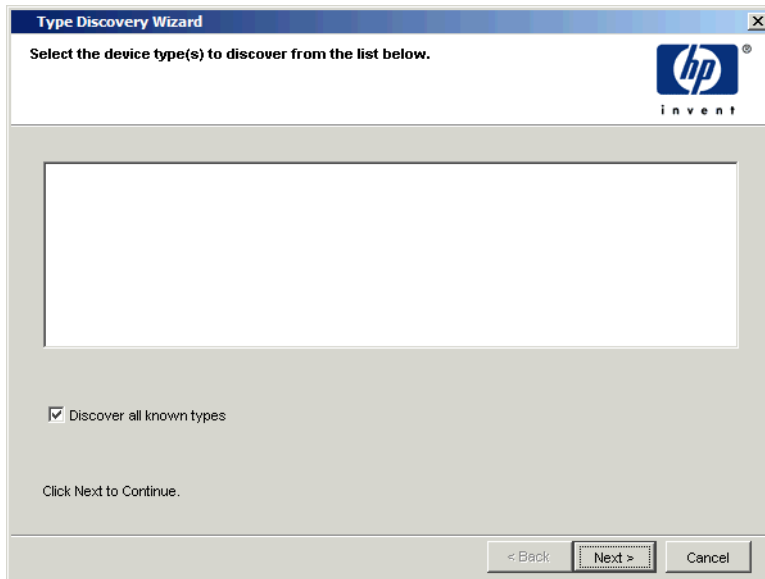 Type Discovery Wizard
Select the device type(s) to discover from the list below.
hp
®
invent
Discover all known types
Click Next to Continue.
< Back
Next >
Cancel